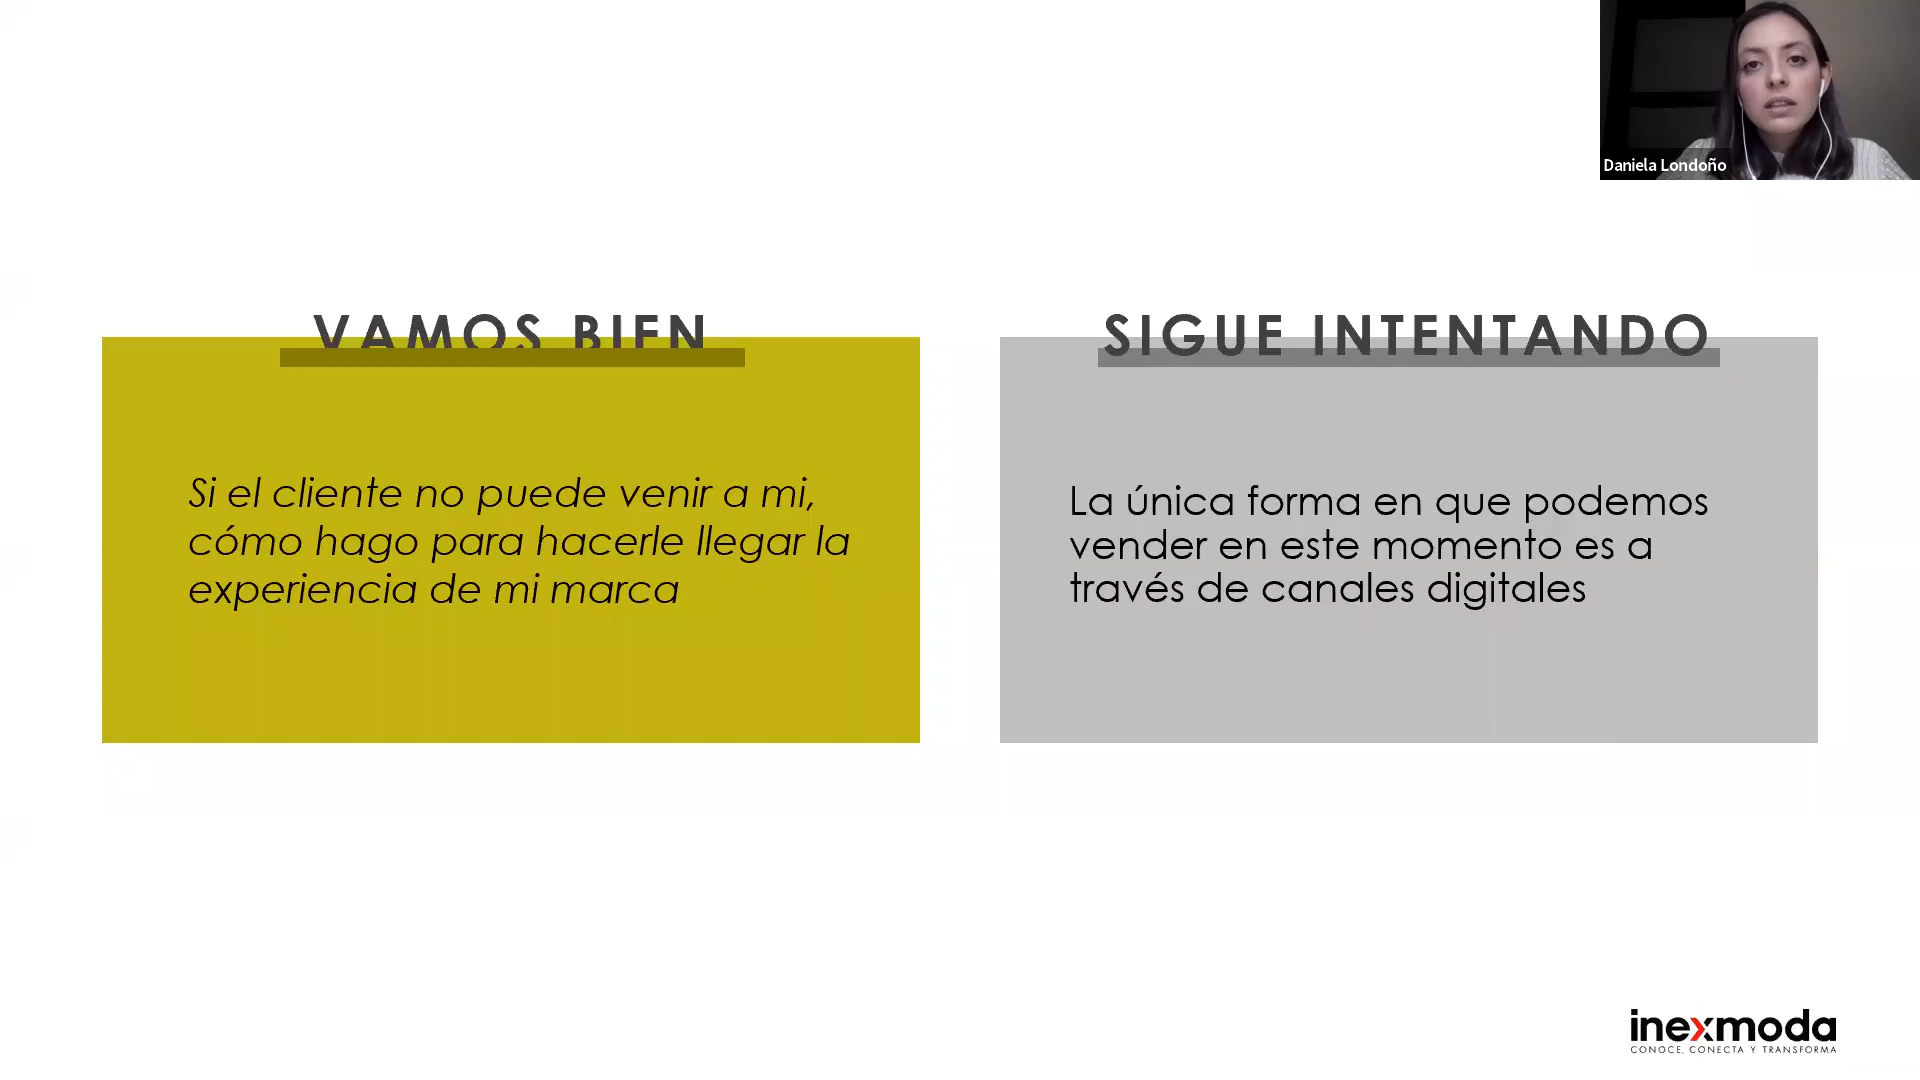 Daniela Londoño
VAMOS BIEN
Si el cliente no puede venir a mi,
cómo hago para hacerle llegar la
experiencia de mi marca
SIGUE INTENTANDO
La única forma en que podemos
vender en este momento es a
través de canales digitales
inexmoda
CONOCE, CONECTA Y TRANSFORMA